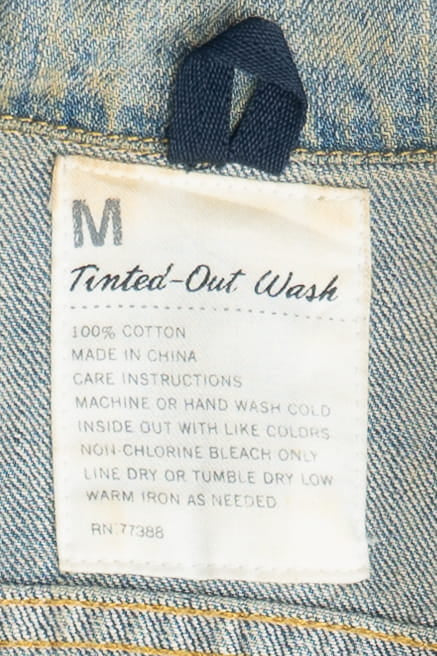 M
Tinted-Out Wash
100% COTTON
MADE IN CHINA
CARE INSTRUCTIONS
MACHINE OR HAND WASH COLD
INSIDE OUT WITH LIKE COLORS
NON-CHLORINE BLEACH ONLY
LINE DRY OR TUMBLE DRY LOW
WARM IRON AS NEEDED
RN 77388